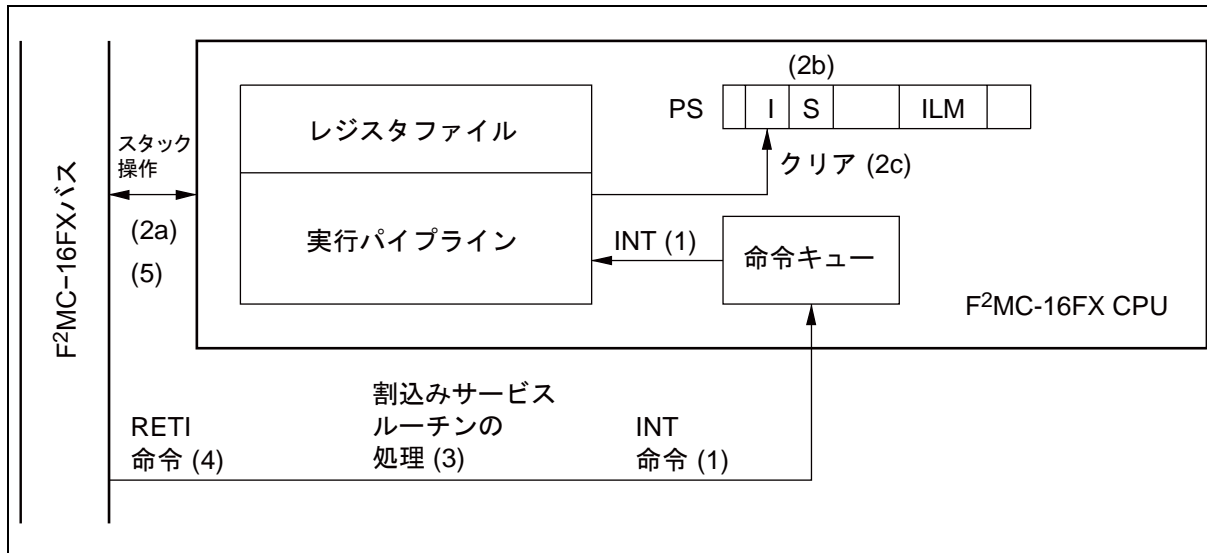 (2b)
PS I S ILM
レジスタファイル
クリア (2c)
スタック
操作
(2a)
(5)
実行パイプライン
INT (1)
命令キュー
F²MC-16FX CPU
F²MC−16FXバス
RETI
命令 (4)
割込みサービス
ルーチンの
処理 (3)
INT
命令 (1)